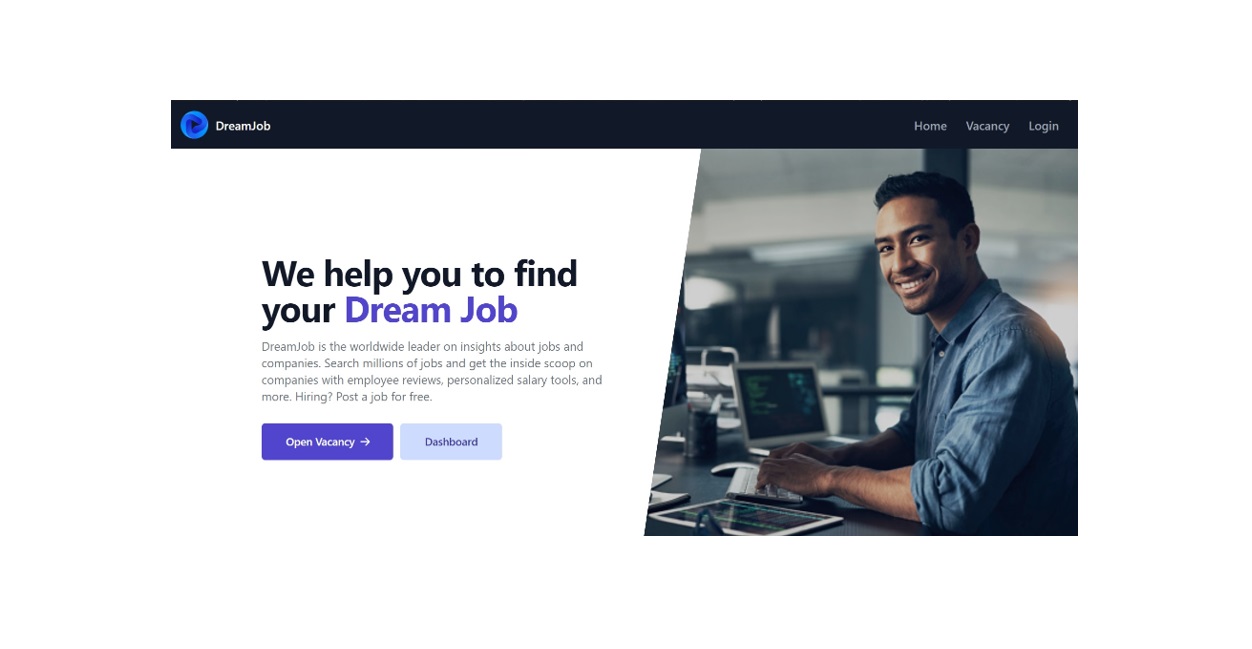 DreamJob
Home Vacancy Login
We help you to find
your Dream Job
DreamJob is the worldwide leader on insights about jobs and
companies. Search millions of jobs and get the inside scoop on
companies with employee reviews, personalized salary tools, and
more. Hiring? Post a job for free.
Open Vacancy →
Dashboard